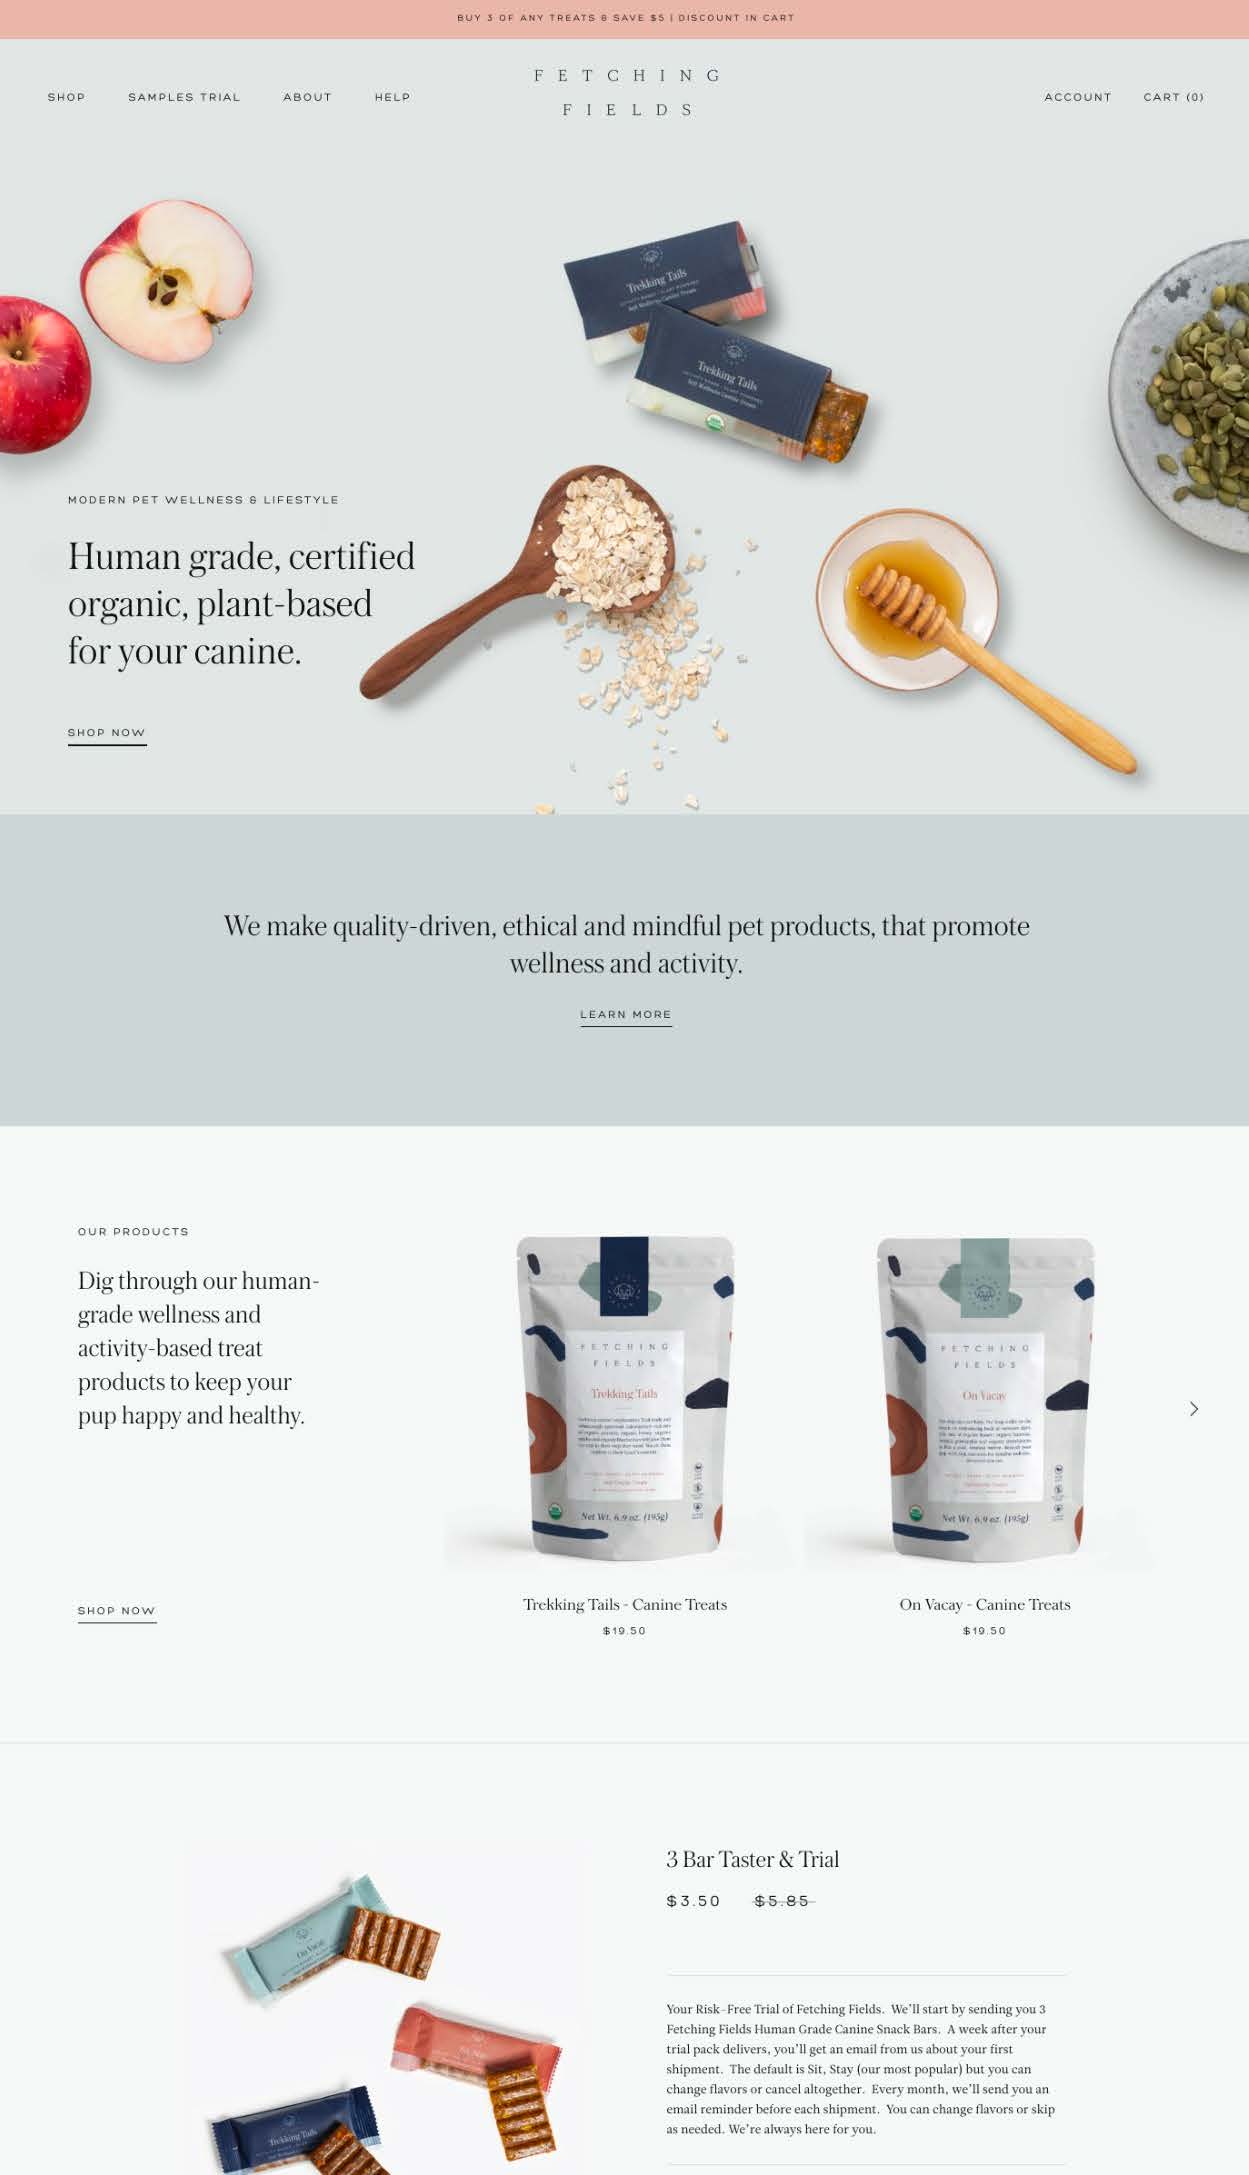 BUY 3 OF ANY TREATS & SAVE $5 | DISCOUNT IN CART
SHOP
SAMPLES TRIAL
ABOUT
HELP
FETCHING
FIELDS
ACCOUNT
CART (0)
Trekking Tails
Trekking Tails
MODERN PET WELLNESS & LIFESTYLE
Human grade, certified
organic, plant-based
for your canine.
SHOP NOW
We make quality-driven, ethical and mindful pet products, that promote
wellness and activity.
LEARN MORE
OUR PRODUCTS
Dig through our human-
grade wellness and
activity-based treat
products to keep your
pup happy and healthy.
SHOP NOW
FETCHING
FIELDS
Trekking Tails
Net Wt. 6.9 oz. (195g)
Trekking Tails - Canine Treats
$19.50
FETCHING
FIELDS
On Vacay
Net Wt. 6.9 oz. (195g)
On Vacay - Canine Treats
$19.50
On Vacay
Trekking Tails
3 Bar Taster & Trial
$3.50 $5.85
Your Risk-Free Trial of Fetching Fields. We'll start by sending you 3
Fetching Fields Human Grade Canine Snack Bars. A week after your
trial pack delivers, you'll get an email from us about your first
shipment. The default is Sit, Stay (our most popular) but you can
change flavors or cancel altogether. Every month, we'll send you an
email reminder before each shipment. You can change flavors or skip
as needed. We're always here for you.